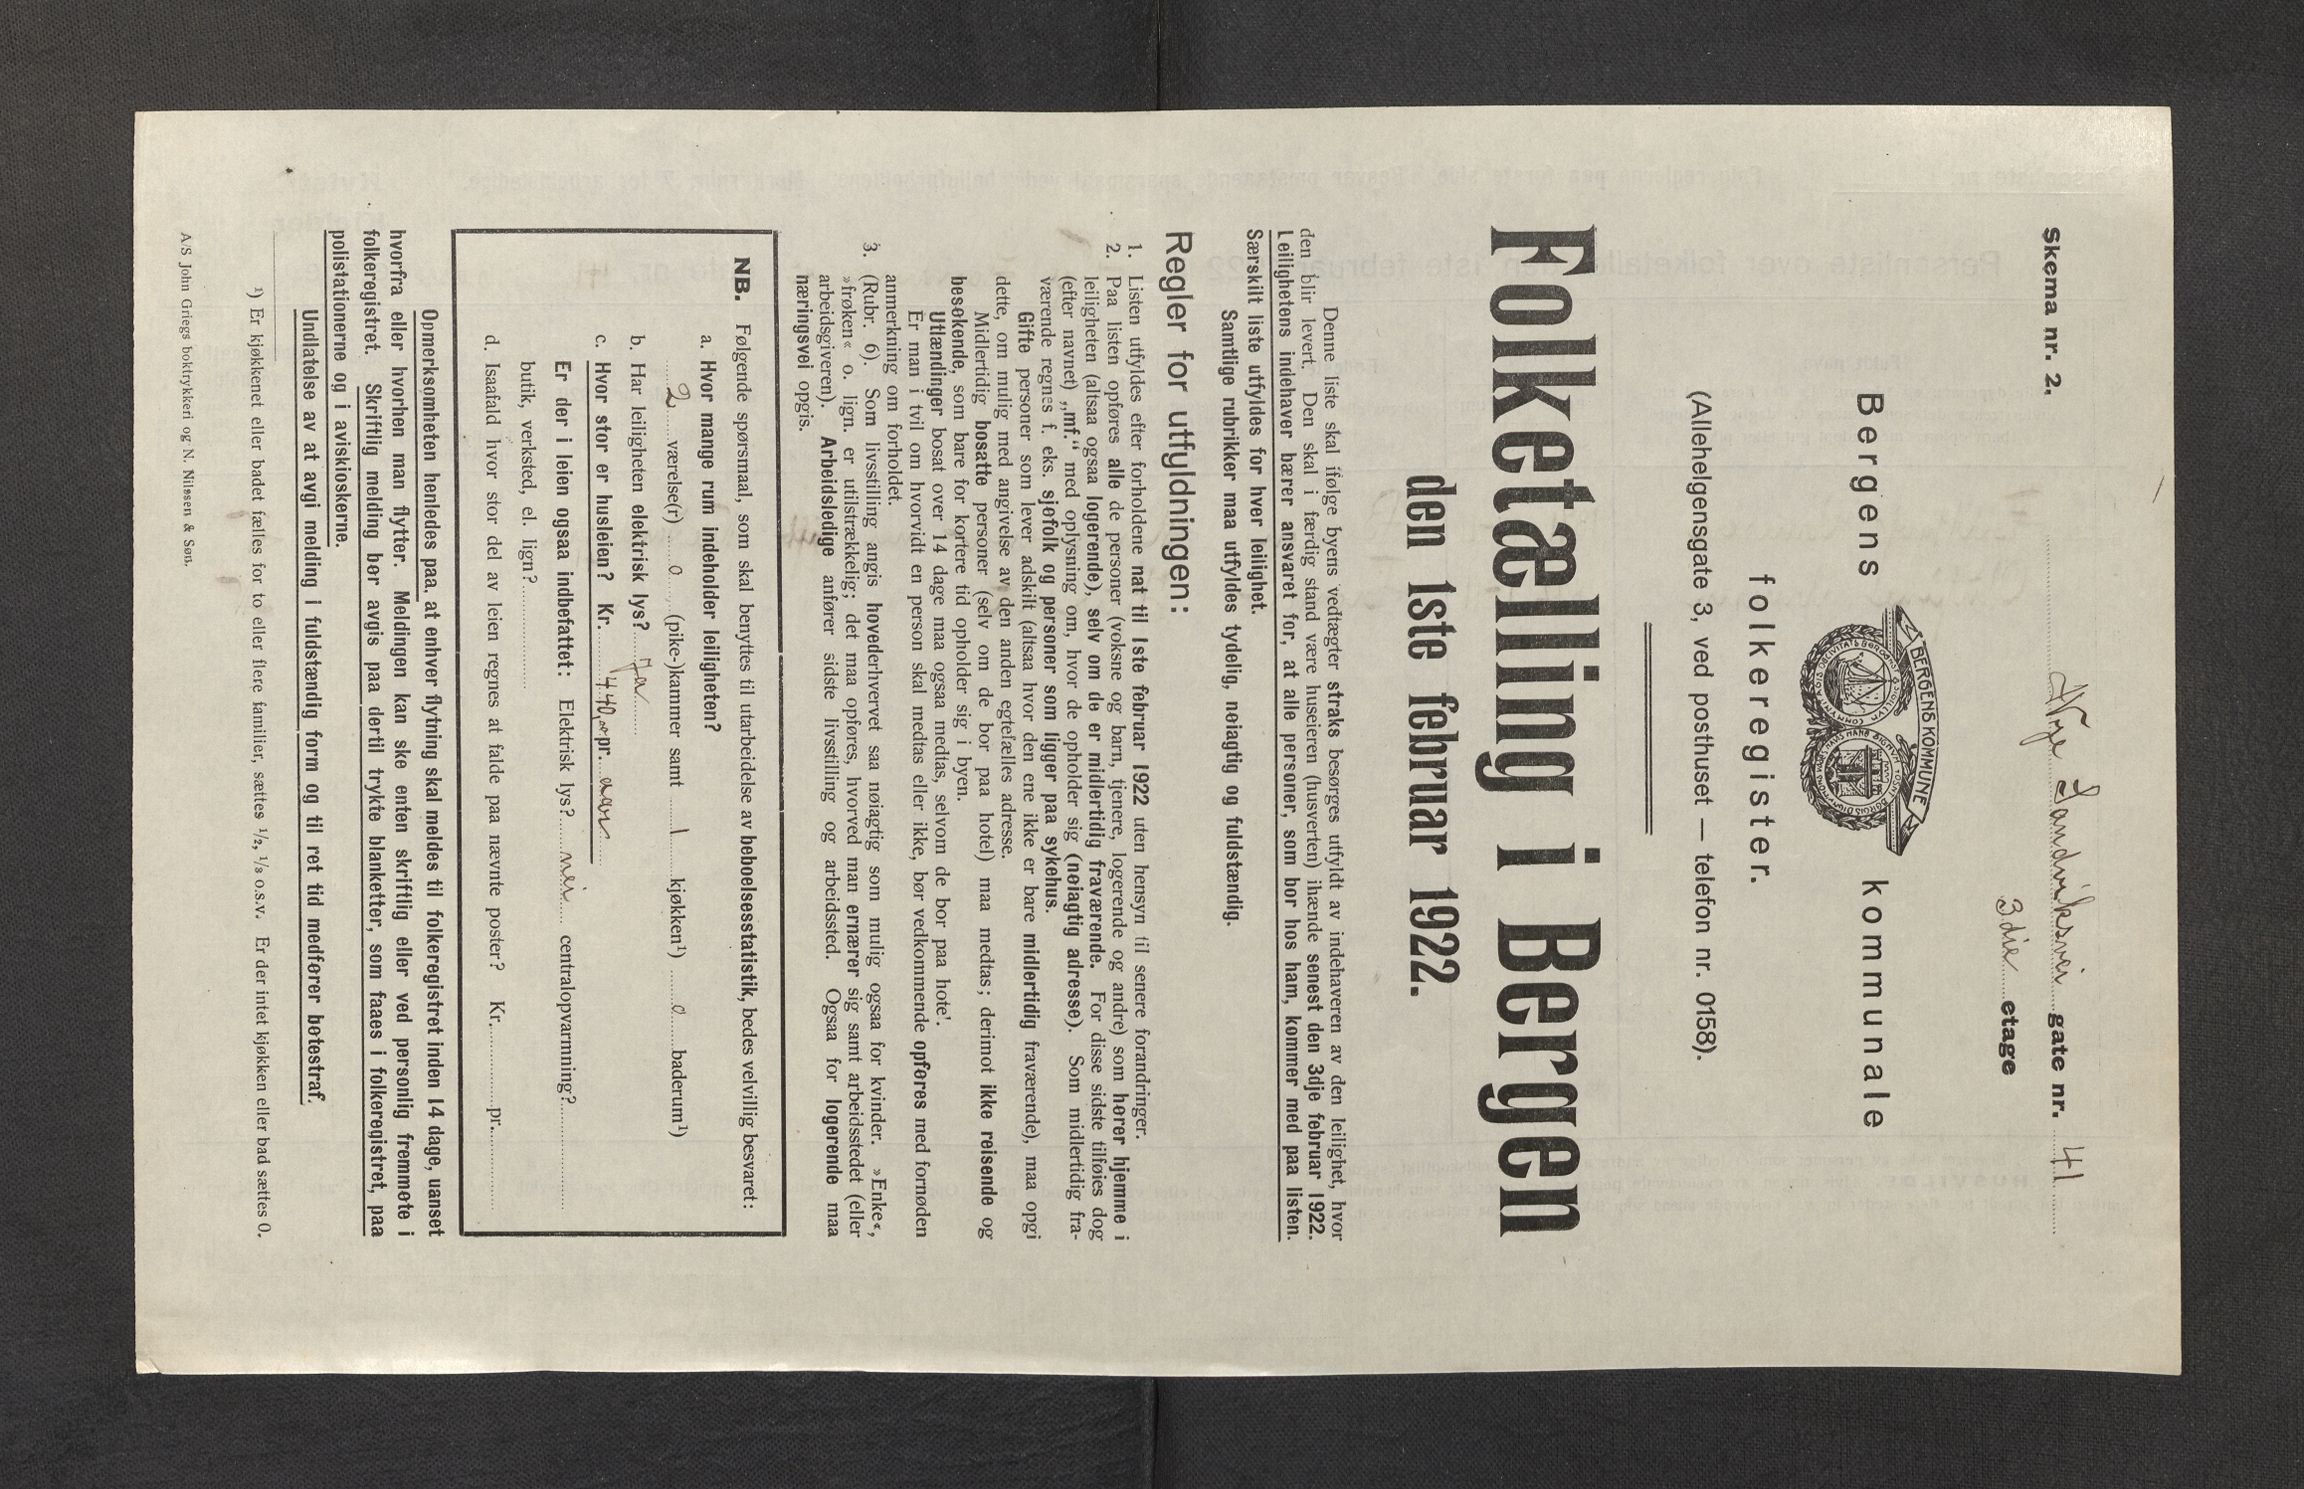 Skema nr. 2.
Nye Sandviksvei gate nr. 41
3die etage
Bergens kommunale
BERGENS KOMMUNE
folkeregister.
(Allehelgensgate 3, ved posthuset — telefon nr. 0158).
Folketælling i Bergen
den 1ste februar 1922.
Denne liste skal ifølge byens vedtægter straks besørges utfyldt av indehaveren av den leilighet, hvor
den blir levert. Den skal i færdig stand være huseieren (husverten) ihænde senest den 3dje februar 1922.
Leilighetens indehaver bærer ansvaret for, at alle personer, som bor hos ham, kommer med paa listen.
Særskilt liste utfyldes for hver leilighet.
Samtlige rubrikker maa utfyldes tydelig, nøiagtig og fuldstændig.
Regler for utfyldningen:
1. Listen utfyldes efter forholdene nat til 1ste februar 1922 uten hensyn til senere forandringer.
2. Paa listen opføres alle de personer (voksne og barn, tjenere, logerende og andre) som hører hjemme i
leiligheten (altsaa ogsaa logerende), selv om de er midlertidig fraværende. For disse sidste tilføies dog
(efter navnet) „mf.“ med oplysning om, hvor de opholder sig (nøiagtig adresse). Som midlertidig fra-
værende regnes f. eks. sjøfolk og personer som ligger paa sykehus.
Gifte personer som lever adskilt (altsaa hvor den ene ikke er bare midlertidig fraværende), maa opgi
dette, om mulig med angivelse av den anden egtefælles adresse.
Midlertidig bosatte personer (selv om de bor paa hotel) maa medtas; derimot ikke reisende og
besøkende, som bare for kortere tid opholder sig i byen.
Utlændinger bosat over 14 dage maa ogsaa medtas, selvom de bor paa hotel.
Er man i tvil om hvorvidt en person skal medtas eller ikke, bør vedkommende opføres med fornøden
anmerkning om forholdet.
3. (Rubr. 6). Som livsstilling angis hovederhvervet saa nøiagtig som mulig ogsaa for kvinder. »Enke«,
»frøken« o. lign. er utilstrækkelig; det maa opføres, hvorved man ernærer sig samt arbeidsstedet (eller
arbeidsgiveren). Arbeidsledige anfører sidste livsstilling og arbeidssted. Ogsaa for logerende maa
næringsvei opgis.
NB. Følgende spørsmaal, som skal benyttes til utarbeidelse av beboelsesstatistik, bedes velvillig besvaret:
a. Hvor mange rum indeholder leiligheten?
2 værelse(r) 0 (pike-)kammer samt 1 kjøkken¹) 0 baderum¹)
b. Har leiligheten elektrisk lys? Ja
c. Hvor stor er husleien? Kr. 440,00 pr. aar
Er der i leien ogsaa indbefattet: Elektrisk lys? nei centralopvarmning?
butik, verksted, el. lign?
d. Isaafald hvor stor del av leien regnes at falde paa nævnte poster? Kr. pr.
Opmerksomheten henledes paa, at enhver flytning skal meldes til folkeregistret inden 14 dage, uanset
hvorfra eller hvorhen man flytter. Meldingen kan ske enten skriftlig eller ved personlig fremmøte i
folkeregistret. Skriftlig melding bør avgis paa dertil trykte blanketter, som faaes i folkeregistret, paa
polistationerne og i aviskioskerne.
Undlatelse av at avgi melding i fuldstændig form og til ret tid medfører bøtestraf.
¹) Er kjøkkenet eller badet fælles for to eller flere familier, sættes ¹/₂, ¹/₃ o.s.v. Er der intet kjøkken eller bad sættes 0.
A/S John Griegs boktrykkeri og N. Nilssen & Søn.